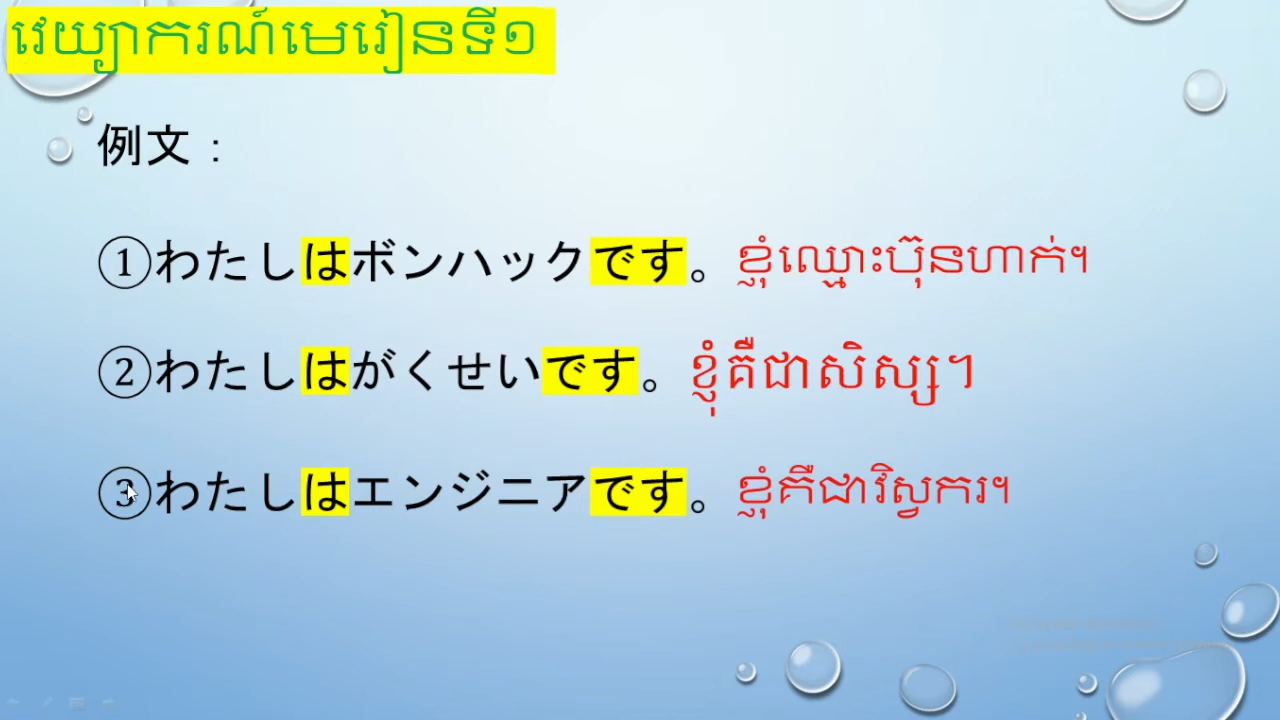 វេយ្យាករណ៍មេរៀនទី១
例文：
①わたしはボンハックです。ខ្ញុំឈ្មោះប៊ុនហាក់។
②わたしはがくせいです。ខ្ញុំគឺជាសិស្ស។
③わたしはエンジニアです。ខ្ញុំគឺជាវិស្វករ។